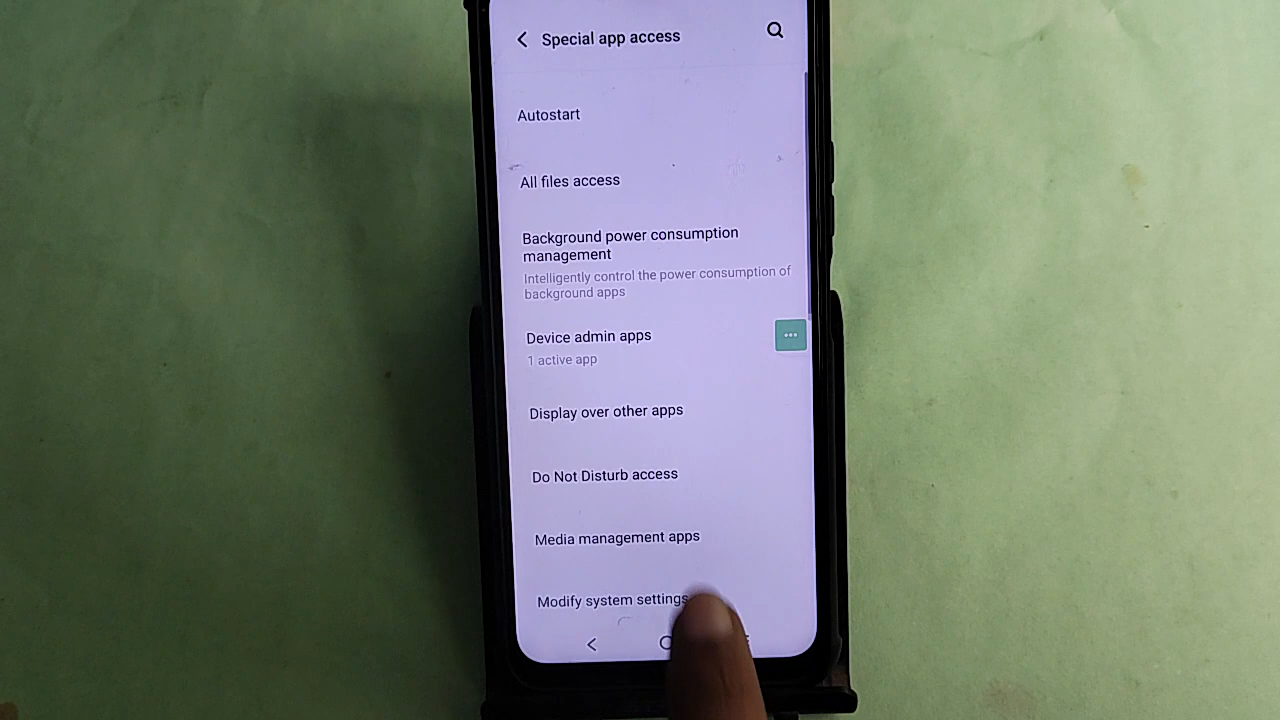 Special app access
Autostart
All files access
Background power consumption
management
Intelligently control the power consumption of
background apps
Device admin apps
1 active app
Display over other apps
Do Not Disturb access
Media management apps
Modify system settings